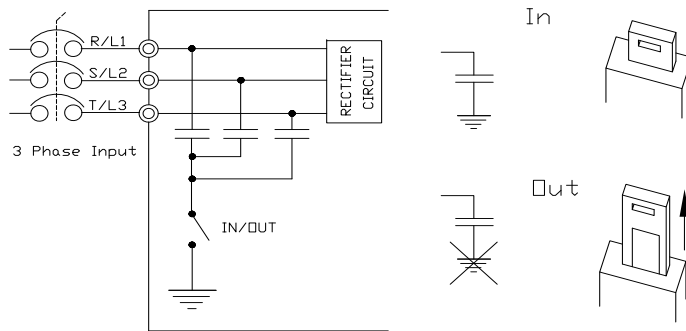 In
R/L1
S/L2
T/L3
RECTIFIER
CIRCUIT
3 Phase Input
Out
IN/OUT